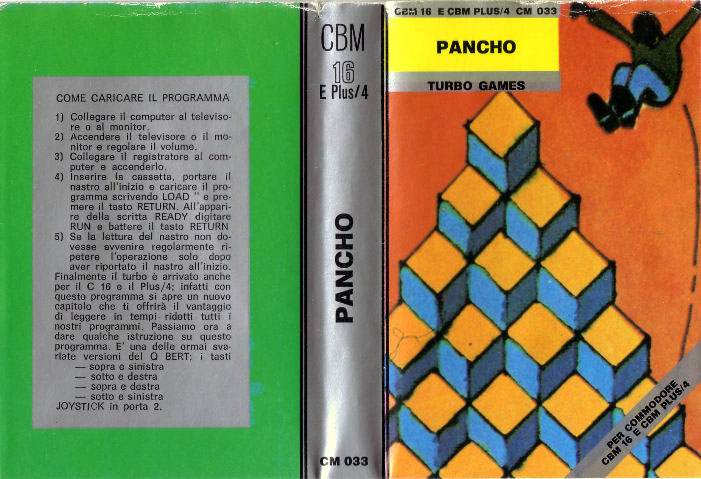 COME CARICARE IL PROGRAMMA
1) Collegare il computer al televiso-
re o al monitor.
2) Accendere il televisore o il mo-
nitor e regolare il volume.
3) Collegare il registratore al com-
puter e accenderlo.
4) Inserire la cassetta, portare il
nastro all'inizio e caricare il pro-
gramma scrivendo LOAD " e pre-
mere il tasto RETURN. All'appari-
re della scritta READY digitare
RUN e battere il tasto RETURN
5) Se la lettura del nastro non do-
vesse avvenire regolarmente ri-
petere l'operazione solo dopo
aver riportato il nastro all'inizio.
Finalmente il turbo è arrivato anche
per il C 16 e il Plus/4; infatti con
questo programma si apre un nuovo
capitolo che ti offrirà il vantaggio
di leggere in tempi ridotti tutti i
nostri programmi. Passiamo ora a
dare qualche istruzione su questo
programma. E' una delle ormai sva-
riate versioni del Q BERT: i tasti
— sopra e sinistra
— sotto e destra
— sopra e destra
— sotto e sinistra
JOYSTICK in porta 2.
CBM
16
E Plus/4
PANCHO
CM 033
CBM 16 E CBM PLUS/4 CM 033
PANCHO
TURBO GAMES
PER COMMODORE
CBM 16 E CBM PLUS/4